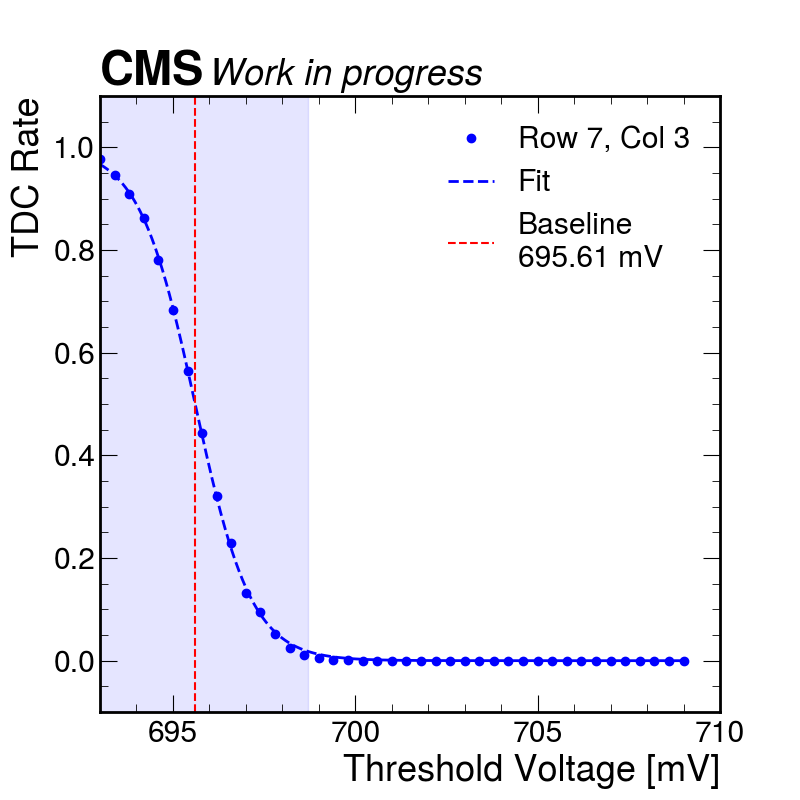 CMS Work in progress
TDC Rate
1.0
0.8
0.6
0.4
0.2
0.0
Row 7, Col 3
Fit
Baseline
695.61 mV
695 700 705 710
Threshold Voltage [mV]